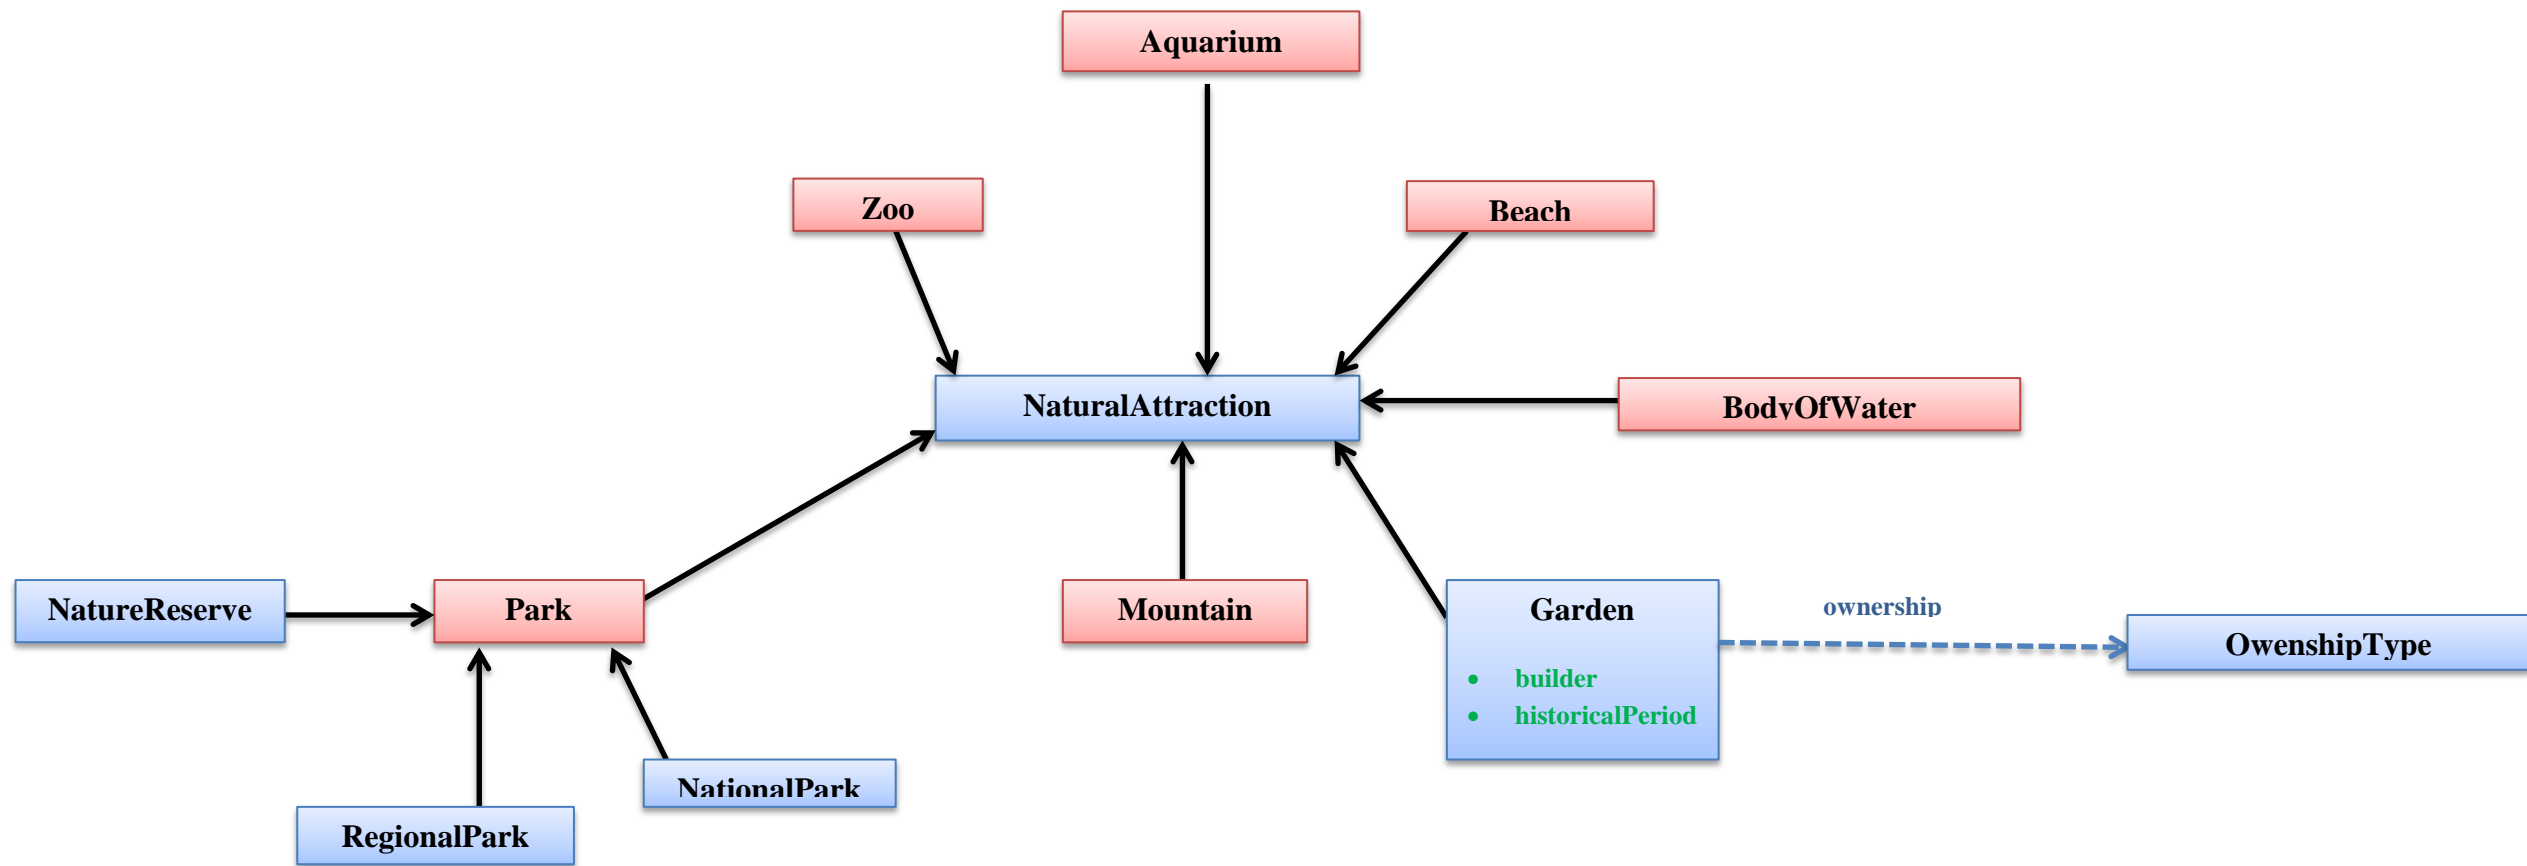 Aquarium
Zoo
Beach
NaturalAttraction
BodyOfWater
NatureReserve
Park
Mountain
Garden
ownership
OwenshipType
• builder
• historicalPeriod
NationalPark
RegionalPark